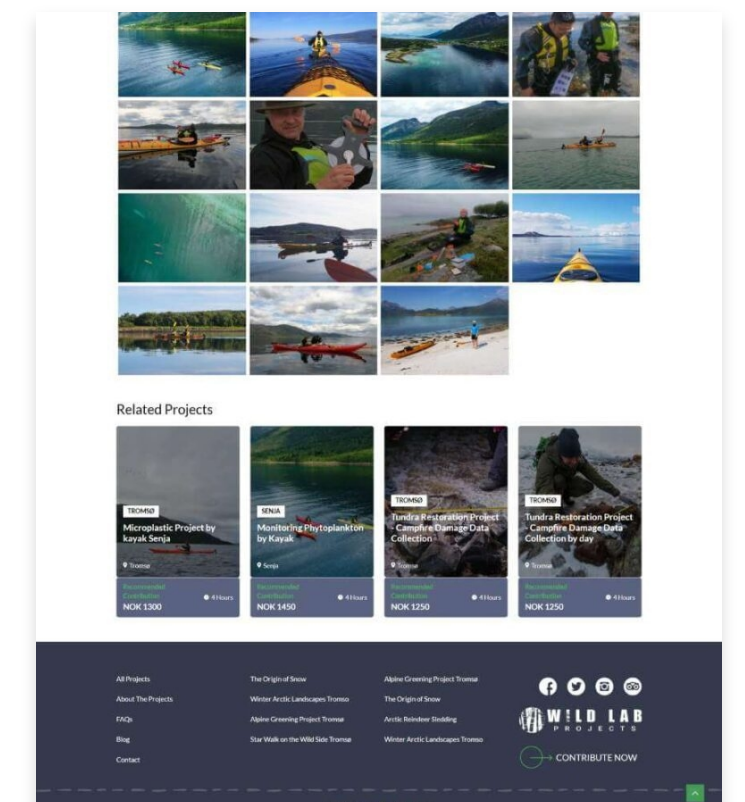 Related Projects
TROMSØ
Microplastic Project by
kayak Senja
Tromsø
Recommended
Contribution
NOK 1300
4 Hours
SENJA
Monitoring Phytoplankton
by Kayak
Senja
Recommended
Contribution
NOK 1450
4 Hours
TROMSØ
Tundra Restoration Project
- Campfire Damage Data
Collection
Tromsø
Recommended
Contribution
NOK 1250
4 Hours
TROMSØ
Tundra Restoration Project
- Campfire Damage Data
Collection by day
Tromsø
Recommended
Contribution
NOK 1250
4 Hours
All Projects
About The Projects
FAQs
Blog
Contact
The Origin of Snow
Winter Arctic Landscapes Tromso
Alpine Greening Project Tromsø
Star Walk on the Wild Side Tromsø
Alpine Greening Project Tromsø
The Origin of Snow
Arctic Reindeer Sledding
Winter Arctic Landscapes Tromso
WILD LAB
PROJECTS
CONTRIBUTE NOW